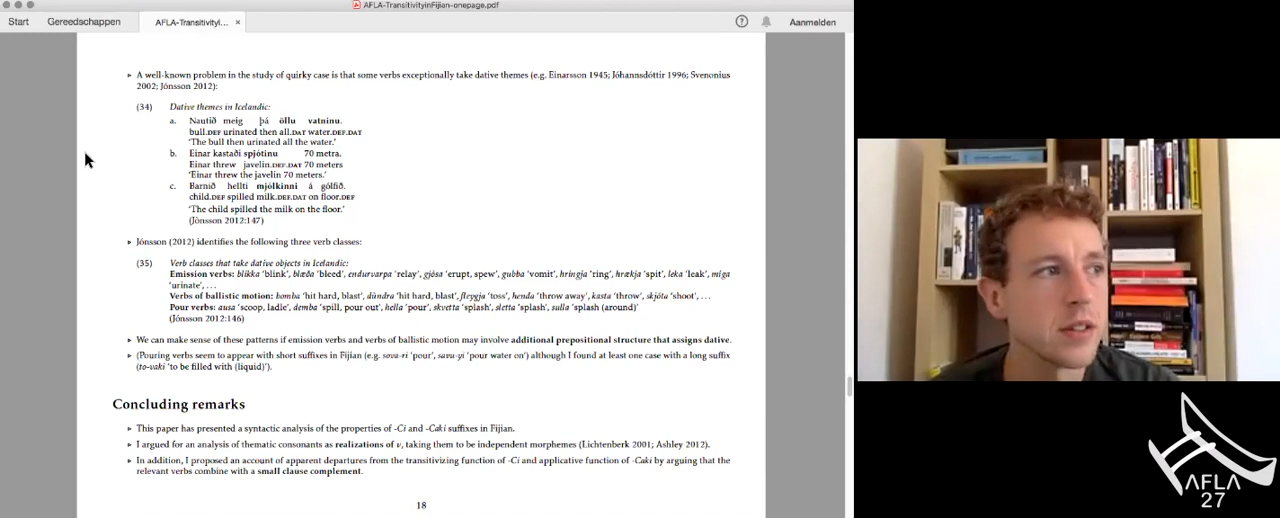 AFLA-TransitivityinFijian-onepage.pdf
Start Gereedschappen AFLA-TransitivityI... × Aanmelden
▸ A well-known problem in the study of quirky case is that some verbs exceptionally take dative themes (e.g. Einarsson 1945; Jóhannsdóttir 1996; Svenonius
2002; Jónsson 2012):
(34) Dative themes in Icelandic:
a. Nautið meig þá öllu vatninu.
bull.DEF urinated then all.DAT water.DEF.DAT
'The bull then urinated all the water.'
b. Einar kastaði spjótinu 70 metra.
Einar threw javelin.DEF.DAT 70 meters
'Einar threw the javelin 70 meters.'
c. Barnið hellti mjólkinni á gólfið.
child.DEF spilled milk.DEF.DAT on floor.DEF
'The child spilled the milk on the floor.'
(Jónsson 2012:147)
▸ Jónsson (2012) identifies the following three verb classes:
(35) Verb classes that take dative objects in Icelandic:
Emission verbs: blikka 'blink', blæða 'bleed', endurvarpa 'relay', gjósa 'erupt, spew', gubba 'vomit', hringja 'ring', hrækja 'spit', leka 'leak', míga
'urinate', ...
Verbs of ballistic motion: bomba 'hit hard, blast', dúndra 'hit hard, blast', fleygja 'toss', henda 'throw away', kasta 'throw', skjóta 'shoot', ...
Pour verbs: ausa 'scoop, ladle', demba 'spill, pour out', hella 'pour', skvetta 'splash', sletta 'splash', sulla 'splash (around)'
(Jónsson 2012:146)
▸ We can make sense of these patterns if emission verbs and verbs of ballistic motion may involve additional prepositional structure that assigns dative.
▸ (Pouring verbs seem to appear with short suffixes in Fijian (e.g. sova-ri 'pour', savu-yi 'pour water on') although I found at least one case with a long suffix
(to-vaki 'to be filled with (liquid)').
Concluding remarks
▸ This paper has presented a syntactic analysis of the properties of -Ci and -Caki suffixes in Fijian.
▸ I argued for an analysis of thematic consonants as realizations of v, taking them to be independent morphemes (Lichtenberk 2001; Ashley 2012).
▸ In addition, I proposed an account of apparent departures from the transitivizing function of -Ci and applicative function of -Caki by arguing that the
relevant verbs combine with a small clause complement.
18
AFLA
27